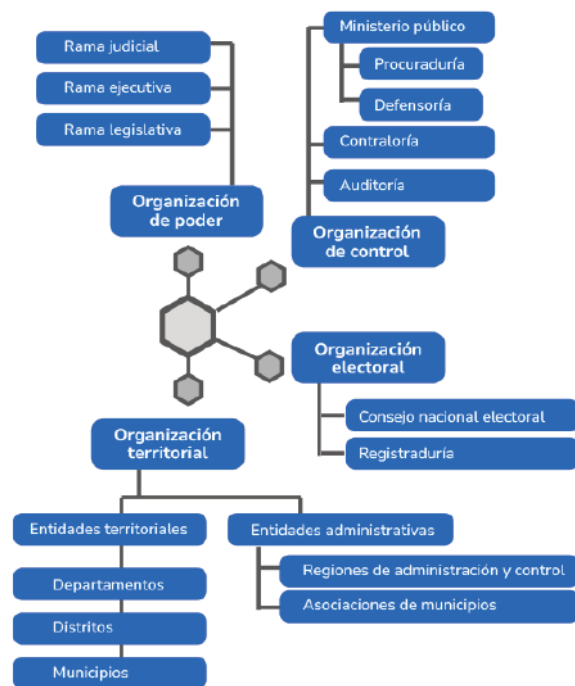 Rama judicial
Rama ejecutiva
Rama legislativa
Organización
de poder
Ministerio público
Procuraduría
Defensoría
Contraloría
Auditoría
Organización
de control
Organización
electoral
Consejo nacional electoral
Registraduría
Organización
territorial
Entidades territoriales
Departamentos
Distritos
Municipios
Entidades administrativas
Regiones de administración y control
Asociaciones de municipios